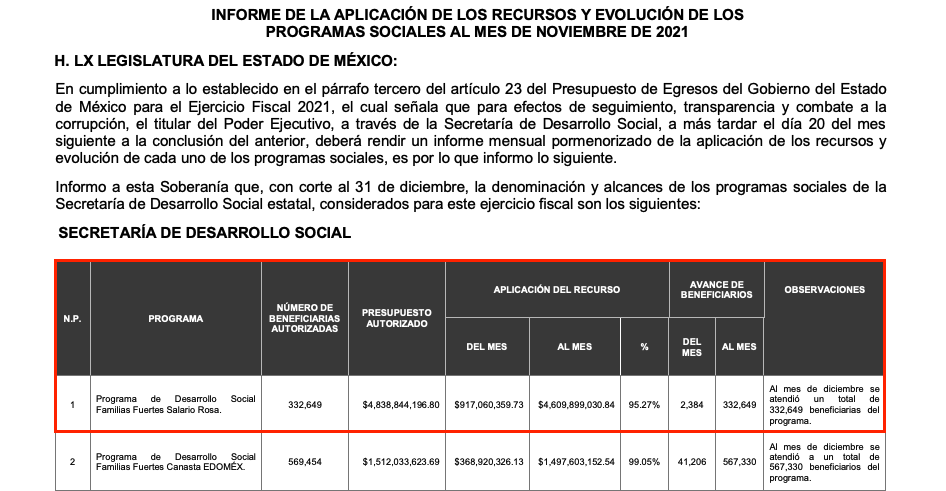 INFORME DE LA APLICACIÓN DE LOS RECURSOS Y EVOLUCIÓN DE LOS
PROGRAMAS SOCIALES AL MES DE NOVIEMBRE DE 2021
H. LX LEGISLATURA DEL ESTADO DE MÉXICO:
En cumplimiento a lo establecido en el párrafo tercero del artículo 23 del Presupuesto de Egresos del Gobierno del Estado
de México para el Ejercicio Fiscal 2021, el cual señala que para efectos de seguimiento, transparencia y combate a la
corrupción, el titular del Poder Ejecutivo, a través de la Secretaría de Desarrollo Social, a más tardar el día 20 del mes
siguiente a la conclusión del anterior, deberá rendir un informe mensual pormenorizado de la aplicación de los recursos y
evolución de cada uno de los programas sociales, es por lo que informo lo siguiente.
Informo a esta Soberanía que, con corte al 31 de diciembre, la denominación y alcances de los programas sociales de la
Secretaría de Desarrollo Social estatal, considerados para este ejercicio fiscal son los siguientes:
SECRETARÍA DE DESARROLLO SOCIAL
N.P.
PROGRAMA
NÚMERO DE
BENEFICIARIAS
AUTORIZADAS
PRESUPUESTO
AUTORIZADO
APLICACIÓN DEL RECURSO
DEL MES
AL MES
%
AVANCE DE
BENEFICIARIOS
DEL
MES
AL MES
OBSERVACIONES
1
Programa de Desarrollo Social
Familias Fuertes Salario Rosa.
332,649
$4,838,844,196.80
$917,060,359.73
$4,609,899,030.84
95.27%
2,384
332,649
Al mes de diciembre se
atendió un total de
332,649 beneficiarias del
programa.
2
Programa de Desarrollo Social
Familias Fuertes Canasta EDOMÉX.
569,454
$1,512,033,623.69
$368,920,326.13
$1,497,603,152.54
99.05%
41,206
567,330
Al mes de diciembre se
atendió a un total de
567,330 beneficiarios del
programa.